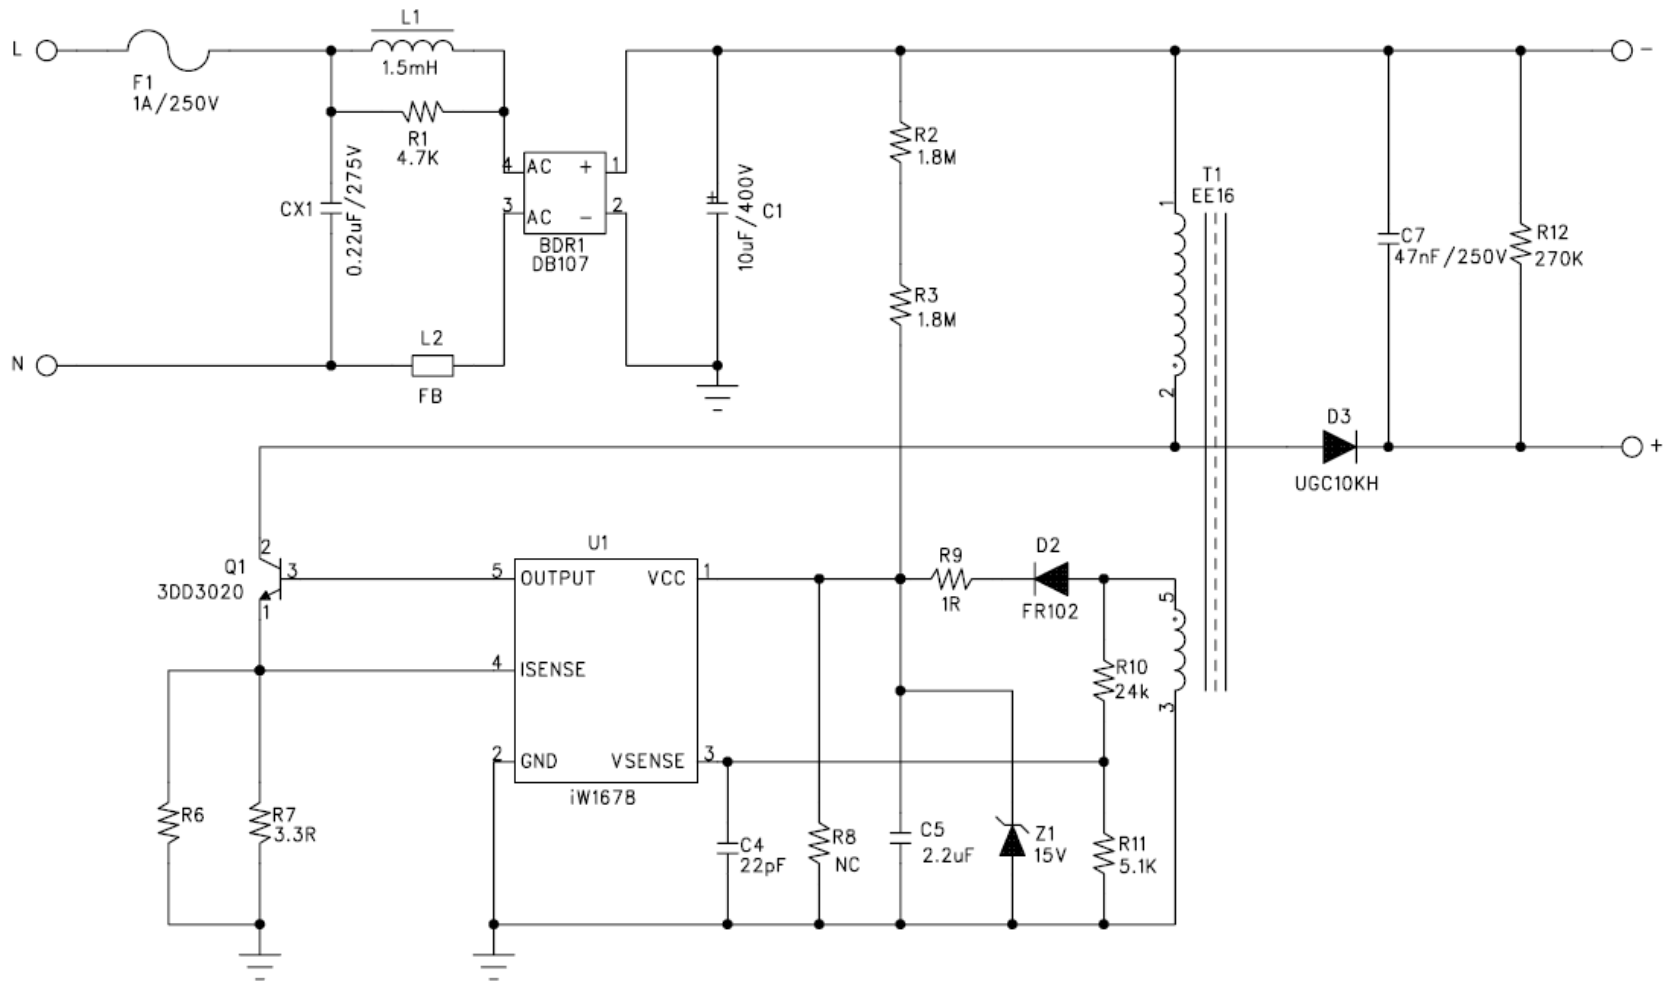 L
F1
1A/250V
L1
1.5mH
R1
4.7K
CX1
0.22uF/275V
N
L2
FB
4 AC + 1
3 AC - 2
BDR1
DB107
+
10uF/400V
C1
R2
1.8M
R3
1.8M
1
2
T1
EE16
C7
47nF/250V
R12
270K
-
D3
UGC10KH
+
Q1
3DD3020
2
3
1
U1
5 OUTPUT VCC 1
4 ISENSE
2 GND VSENSE 3
iW1678
R6
R7
3.3R
C4
22pF
R8
NC
C5
2.2uF
Z1
15V
R9
1R
D2
FR102
R10
24k
R11
5.1K
5
3